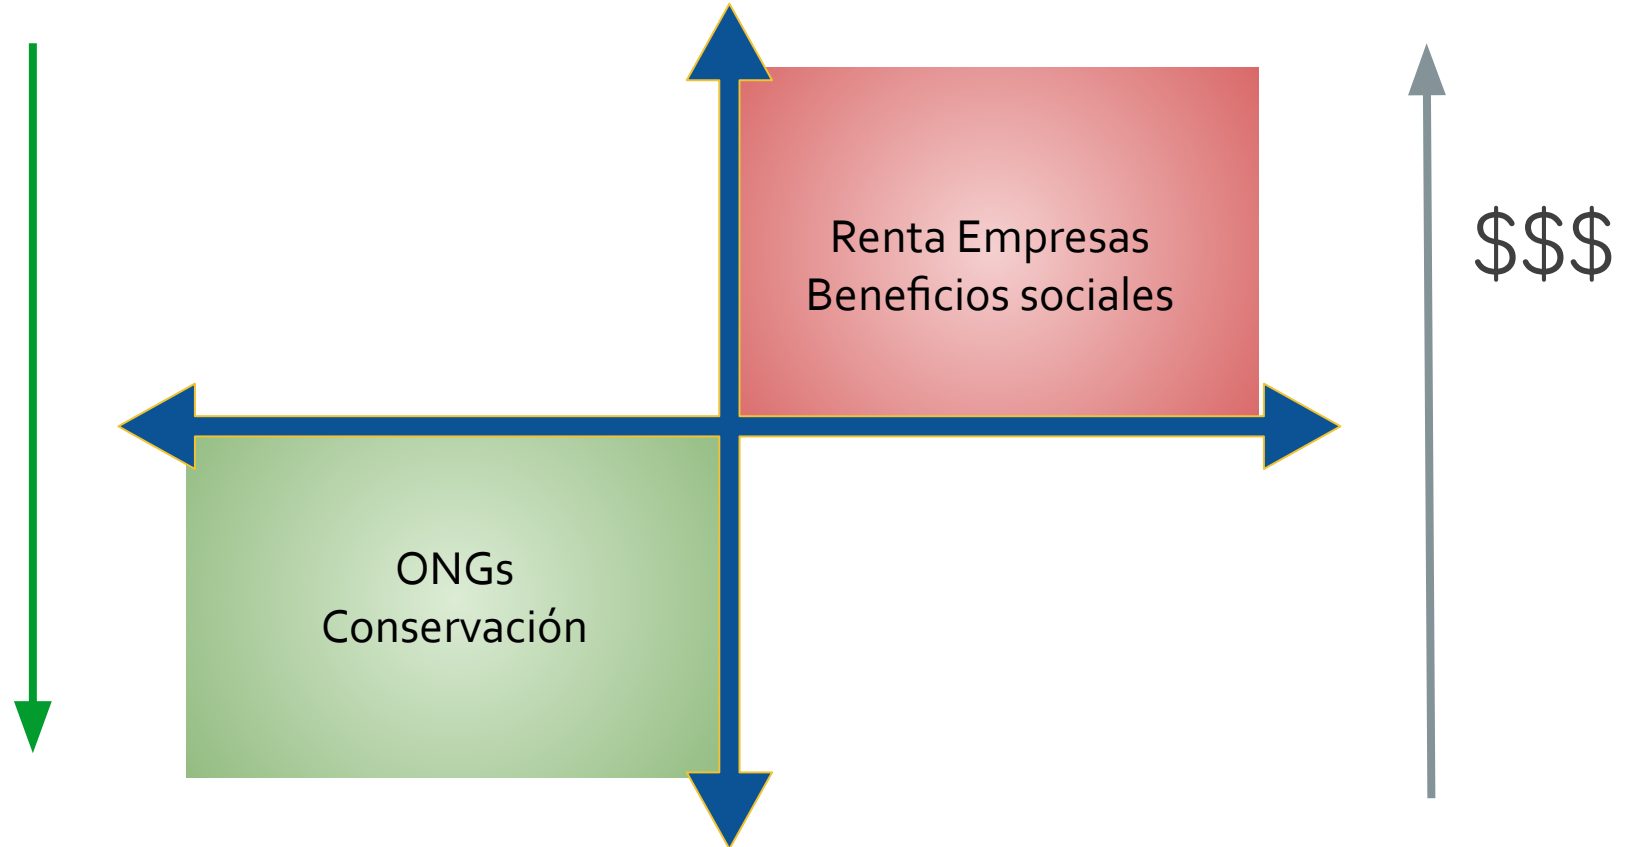 Renta Empresas
Beneficios sociales
$$$
ONGs
Conservación